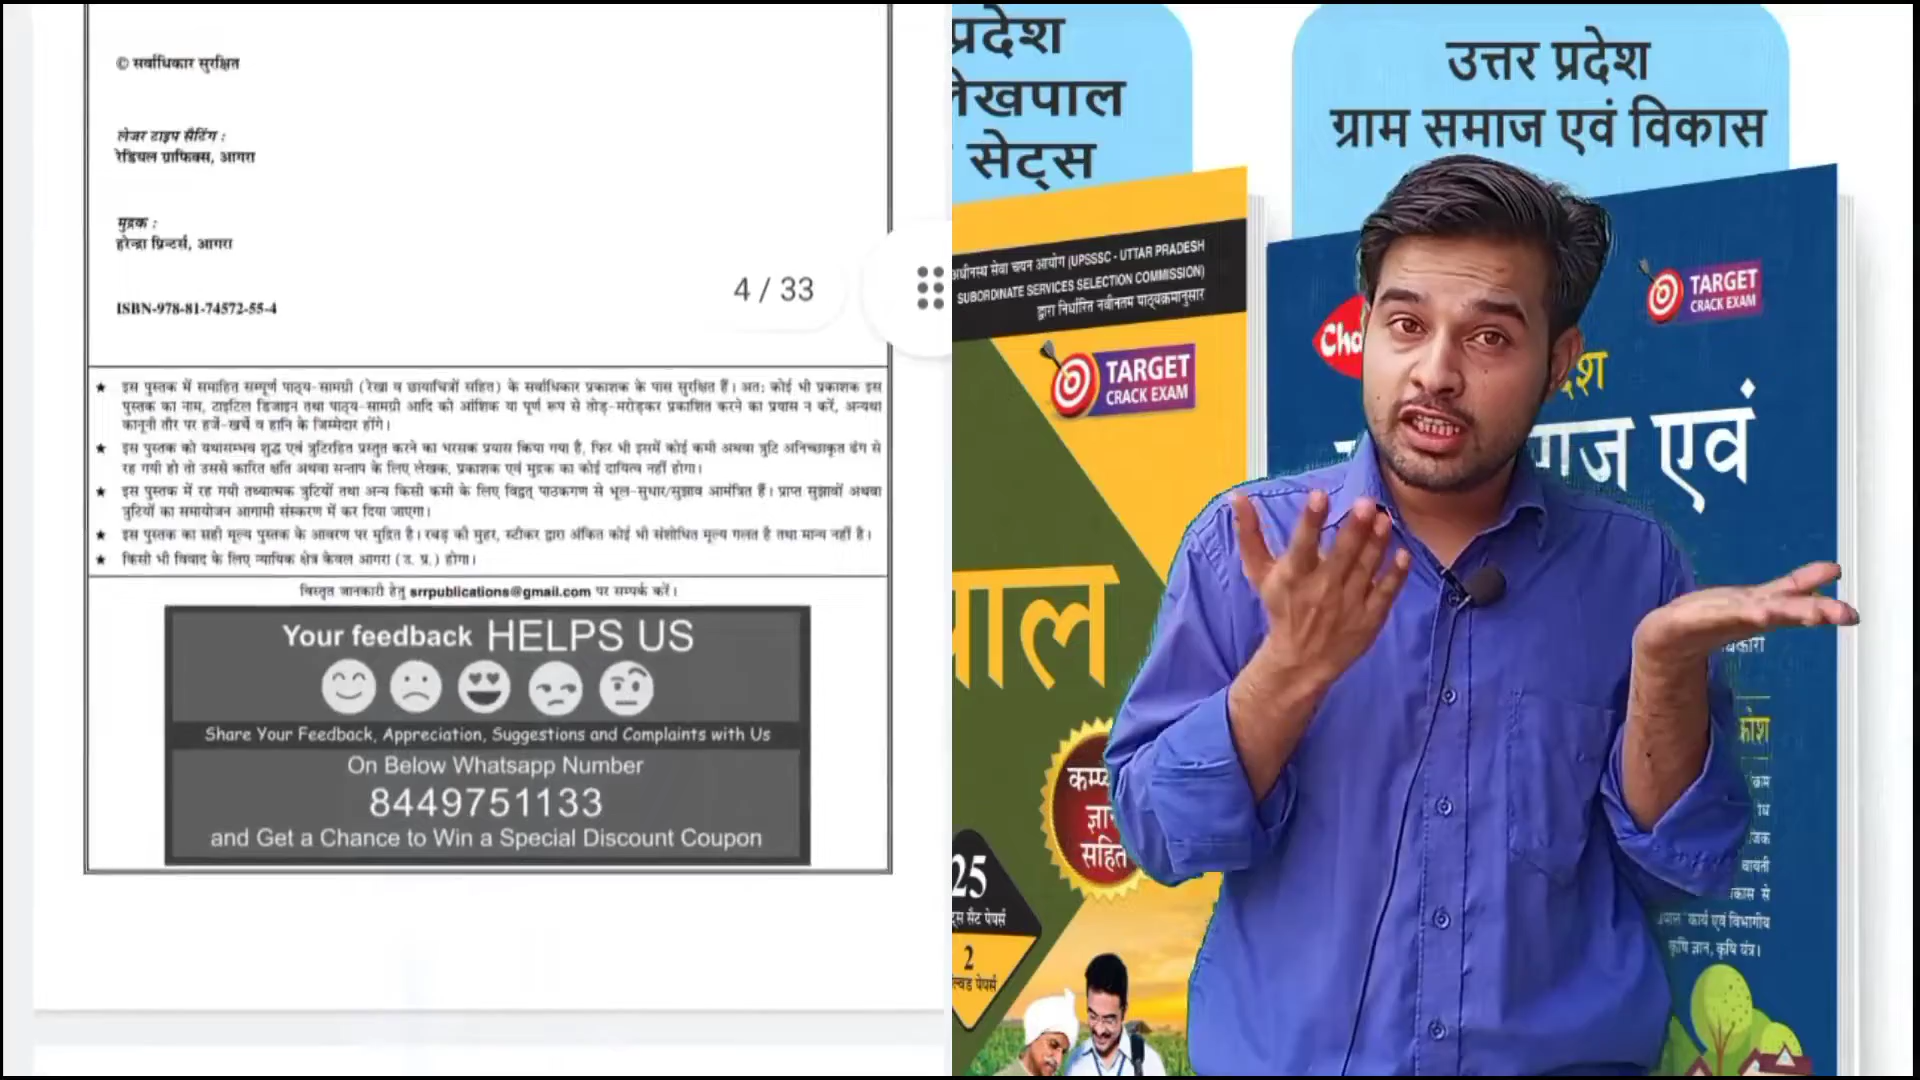 © सर्वाधिकार सुरक्षित
लेजर टाइप सैटिंग :
रेडियल ग्राफिक्स, आगरा
मुद्रक :
हरेन्द्रा प्रिन्टर्स, आगरा
4 / 33
ISBN-978-81-74572-55-4
★ इस पुस्तक में समाहित सम्पूर्ण पाठ्य-सामग्री (रेखा व छायाचित्रों सहित) के सर्वाधिकार प्रकाशक के पास सुरक्षित हैं। अतः कोई भी प्रकाशक इस
पुस्तक का नाम, टाइटिल डिजाइन तथा पाठ्य-सामग्री आदि को आंशिक या पूर्ण रूप से तोड़-मरोड़कर प्रकाशित करने का प्रयास न करें, अन्यथा
कानूनी तौर पर हर्जे-खर्चे व हानि के जिम्मेदार होंगे।
★ इस पुस्तक को यथासम्भव शुद्ध एवं त्रुटिरहित प्रस्तुत करने का भरसक प्रयास किया गया है, फिर भी इसमें कोई कमी अथवा त्रुटि अनिच्छाकृत ढंग से
रह गयी हो तो उससे कारित क्षति अथवा सन्ताप के लिए लेखक, प्रकाशक एवं मुद्रक का कोई दायित्व नहीं होगा।
★ इस पुस्तक में रह गयी तथ्यात्मक त्रुटियों तथा अन्य किसी कमी के लिए विद्वत् पाठकगण से भूल-सुधार/सुझाव आमंत्रित हैं। प्राप्त सुझावों अथवा
त्रुटियों का समायोजन आगामी संस्करण में कर दिया जाएगा।
★ इस पुस्तक का सही मूल्य पुस्तक के आवरण पर मुद्रित है। रबड़ की मुहर, स्टीकर द्वारा अंकित कोई भी संशोधित मूल्य गलत है तथा मान्य नहीं है।
★ किसी भी विवाद के लिए न्यायिक क्षेत्र केवल आगरा (उ. प्र.) होगा।
विस्तृत जानकारी हेतु srrpublications@gmail.com पर सम्पर्क करें।
Your feedback HELPS US
Share Your Feedback, Appreciation, Suggestions and Complaints with Us
On Below Whatsapp Number
8449751133
and Get a Chance to Win a Special Discount Coupon
प्रदेश
लेखपाल
सेट्स
अधीनस्थ सेवा चयन आयोग (UPSSSC - UTTAR PRADESH
SUBORDINATE SERVICES SELECTION COMMISSION)
द्वारा निर्धारित नवीनतम पाठ्यक्रमानुसार
TARGET
CRACK EXAM
पाल
सहित
25
सैट पेपर्स
2
पेपर्स
उत्तर प्रदेश
ग्राम समाज एवं विकास
TARGET
CRACK EXAM
एवं
कार्य एवं विभागीय
कृषि ज्ञान, कृषि यंत्र।